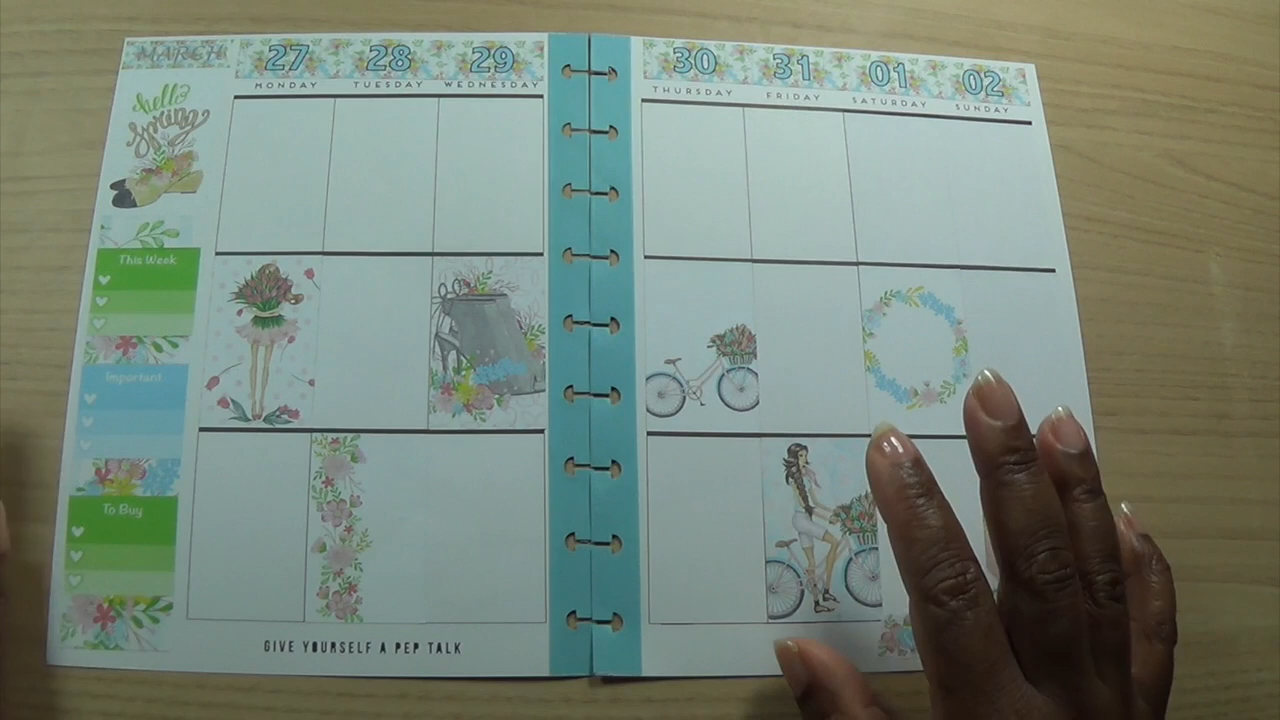 MARCH
27 28 29 30 31 01 02
MONDAY TUESDAY WEDNESDAY THURSDAY FRIDAY SATURDAY SUNDAY
hello
Spring
This Week
Important
To Buy
GIVE YOURSELF A PEP TALK